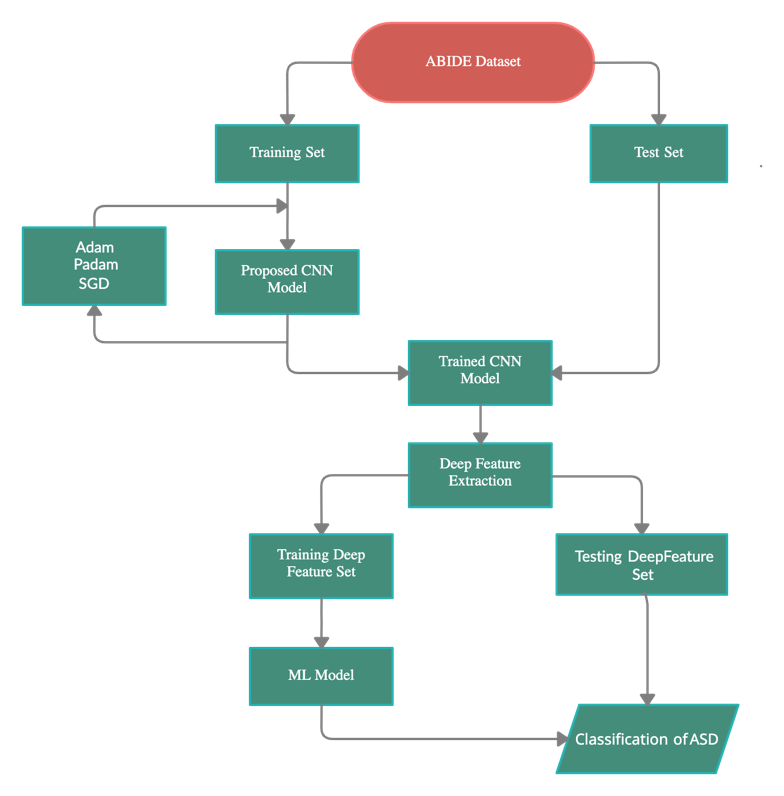 ABIDE Dataset
Training Set
Test Set
Adam
Padam
SGD
Proposed CNN
Model
Trained CNN
Model
Deep Feature
Extraction
Training Deep
Feature Set
Testing DeepFeature
Set
ML Model
Classification of ASD